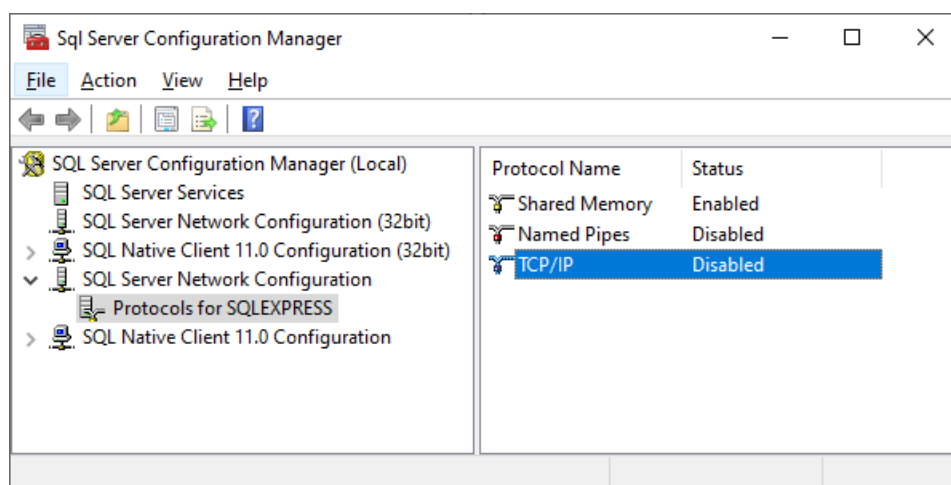 Sql Server Configuration Manager
File Action View Help
SQL Server Configuration Manager (Local)
SQL Server Services
SQL Server Network Configuration (32bit)
SQL Native Client 11.0 Configuration (32bit)
SQL Server Network Configuration
Protocols for SQLEXPRESS
SQL Native Client 11.0 Configuration
Protocol Name Status
Shared Memory Enabled
Named Pipes Disabled
TCP/IP Disabled